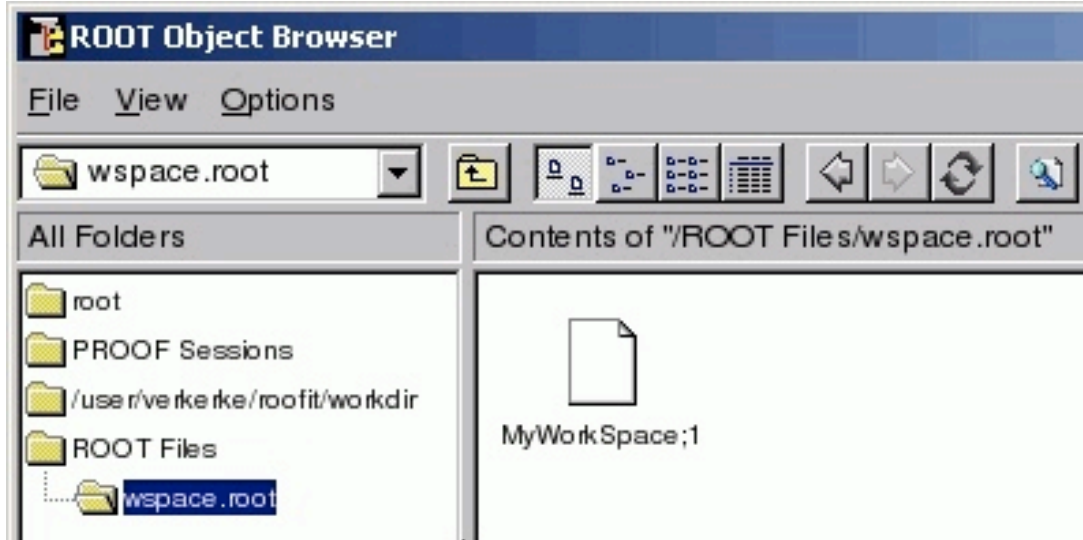 ROOT Object Browser
File View Options
wspace.root
All Folders
Contents of "/ROOT Files/wspace.root"
root
PROOF Sessions
/user/verkerke/roofit/workdir
ROOT Files
wspace.root
MyWorkSpace;1